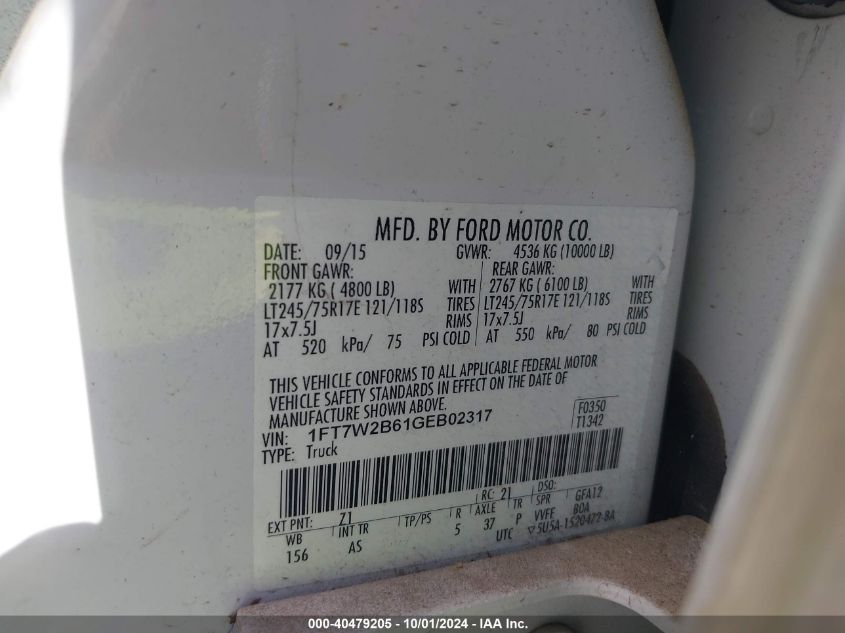 MFD. BY FORD MOTOR CO.
DATE: 09/15 GVWR: 4536 KG (10000 LB)
FRONT GAWR: REAR GAWR:
2177 KG ( 4800 LB) WITH 2767 KG ( 6100 LB) WITH
LT245/75R17E 121/118S TIRES LT245/75R17E 121/118S TIRES
17x7.5J RIMS 17x7.5J RIMS
AT 520 kPa/ 75 PSI COLD AT 550 kPa/ 80 PSI COLD
THIS VEHICLE CONFORMS TO ALL APPLICABLE FEDERAL MOTOR
VEHICLE SAFETY STANDARDS IN EFFECT ON THE DATE OF
MANUFACTURE SHOWN ABOVE.
F0350
VIN: 1FT7W2B61GEB02317 T1342
TYPE: Truck
EXT PNT: Z1 RC: 21 DSO:
WB INT TR TP/PS R AXLE TR SPR GFA12
156 AS 5 37 P VVFF BOA
UTC ▽5U5A-1520472-BA
000-40479205 - 10/01/2024 - IAA Inc.